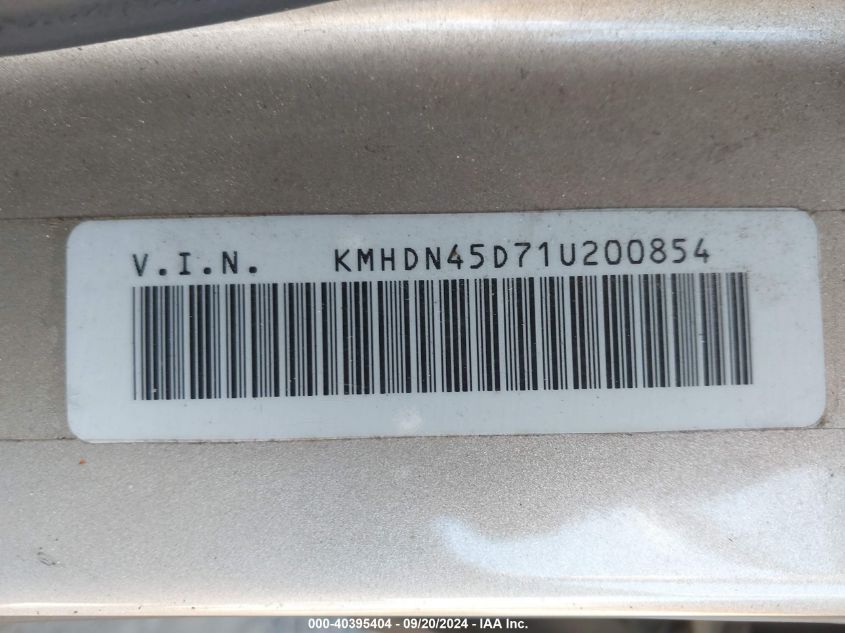 V.I.N. KMHDN45D71U200854
000-40395404 - 09/20/2024 - IAA Inc.